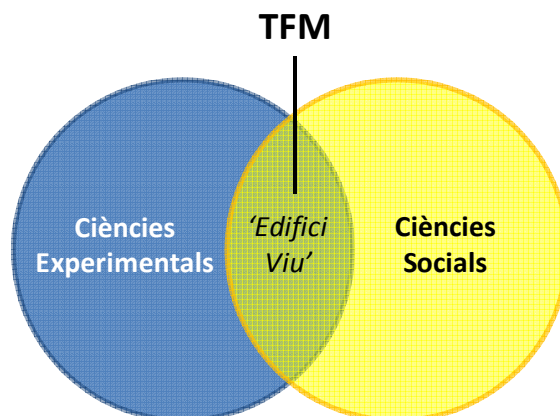 TFM
Ciències
Experimentals
‘Edifici
Viu’
Ciències
Socials